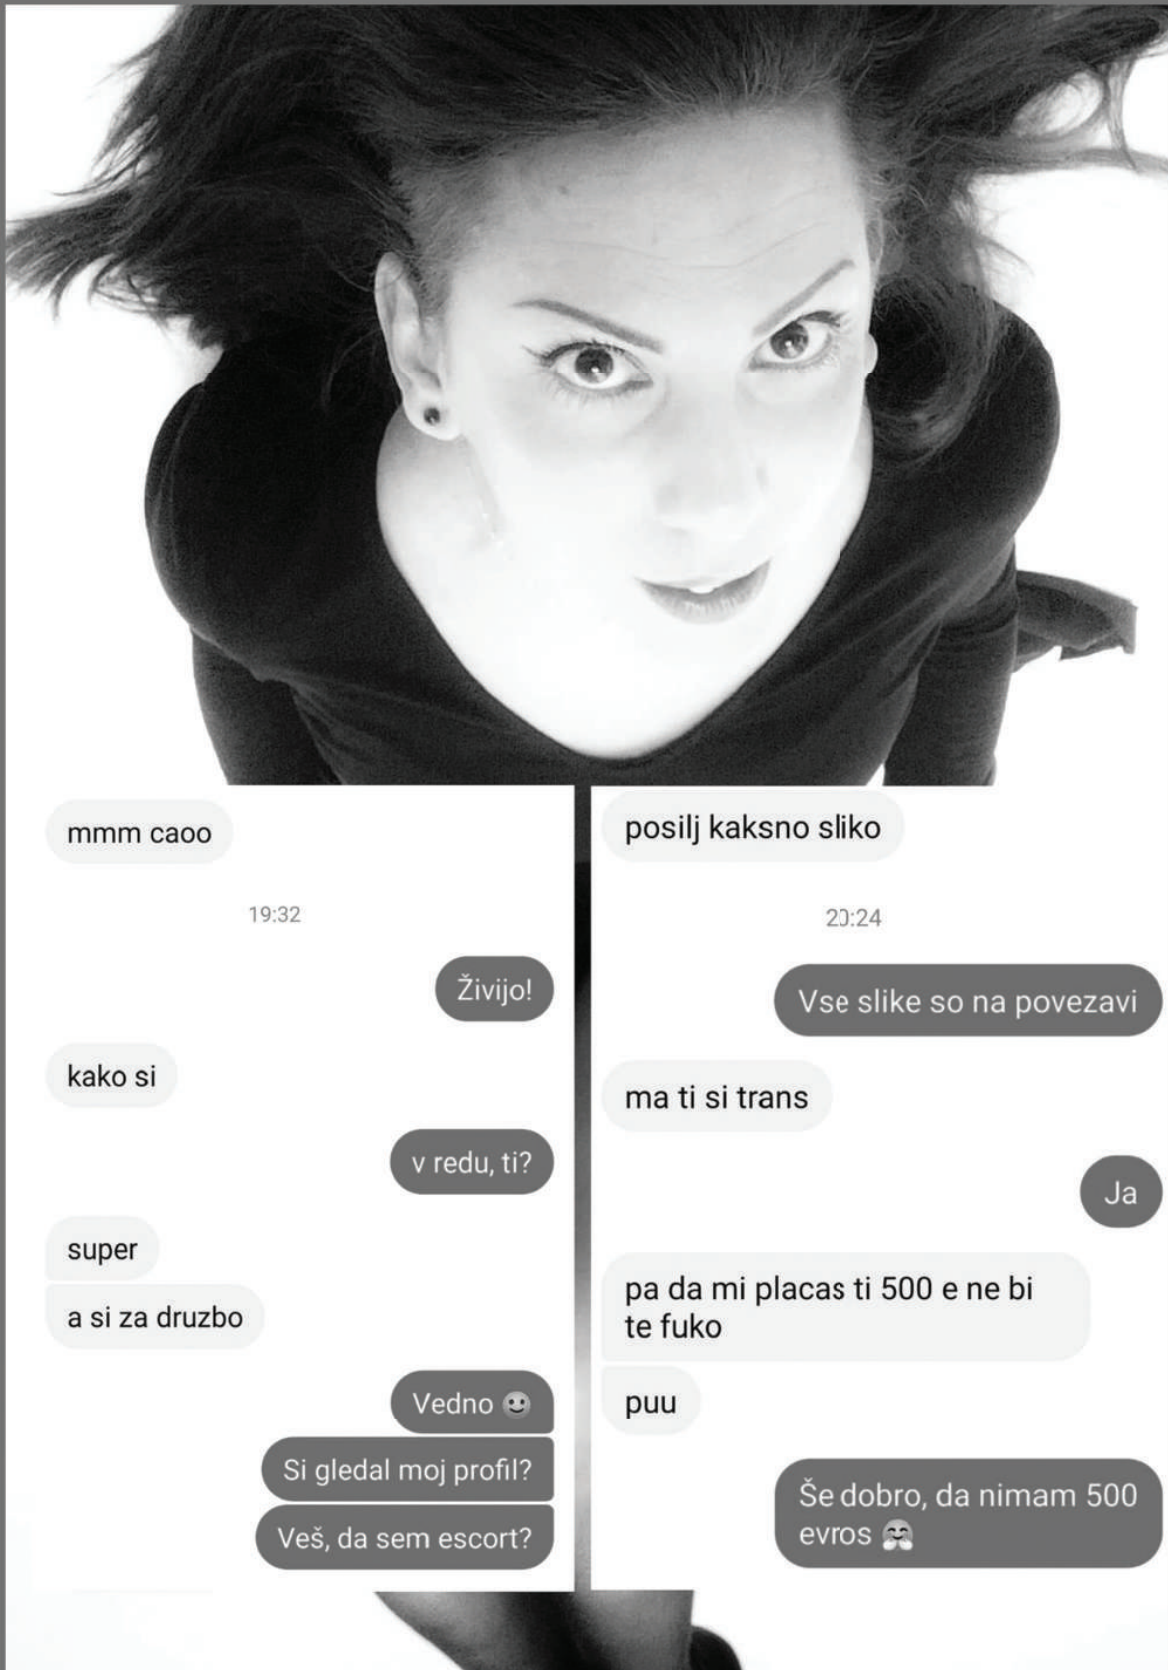 mmm caoo
19:32
Živijo!
kako si
v redu, ti?
super
a si za druzbo
Vedno 🙂
Si gledal moj profil?
Veš, da sem escort?
posilj kaksno sliko
20:24
Vse slike so na povezavi
ma ti si trans
Ja
pa da mi placas ti 500 e ne bi
te fuko
puu
Še dobro, da nimam 500
evros 🤗